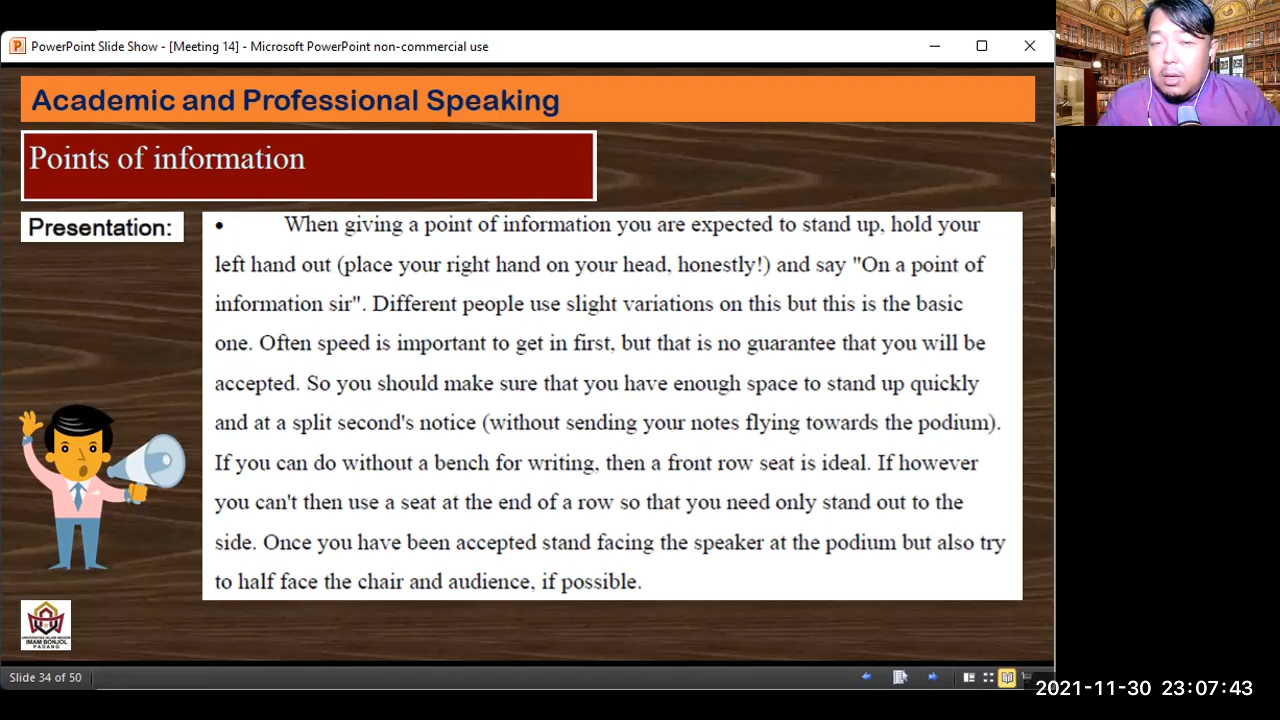 PowerPoint Slide Show - [Meeting 14] - Microsoft PowerPoint non-commercial use
Academic and Professional Speaking
Points of information
Presentation:
• When giving a point of information you are expected to stand up, hold your
left hand out (place your right hand on your head, honestly!) and say "On a point of
information sir". Different people use slight variations on this but this is the basic
one. Often speed is important to get in first, but that is no guarantee that you will be
accepted. So you should make sure that you have enough space to stand up quickly
and at a split second's notice (without sending your notes flying towards the podium).
If you can do without a bench for writing, then a front row seat is ideal. If however
you can't then use a seat at the end of a row so that you need only stand out to the
side. Once you have been accepted stand facing the speaker at the podium but also try
to half face the chair and audience, if possible.
IMAM BONJOL
PADANG
Slide 34 of 50
2021-11-30 23:07:43